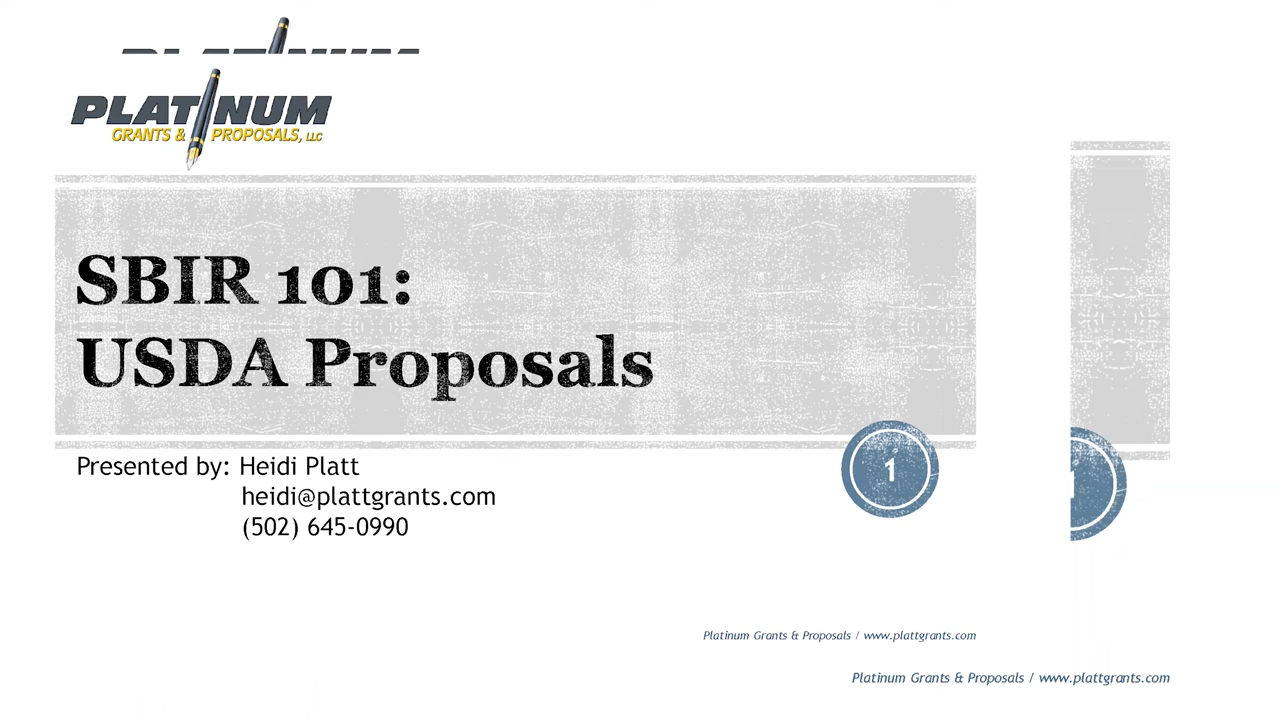 PLATINUM
GRANTS & PROPOSALS, LLC
SBIR 101:
USDA Proposals
Presented by: Heidi Platt
heidi@plattgrants.com
(502) 645-0990
1
Platinum Grants & Proposals / www.plattgrants.com
Platinum Grants & Proposals / www.plattgrants.com